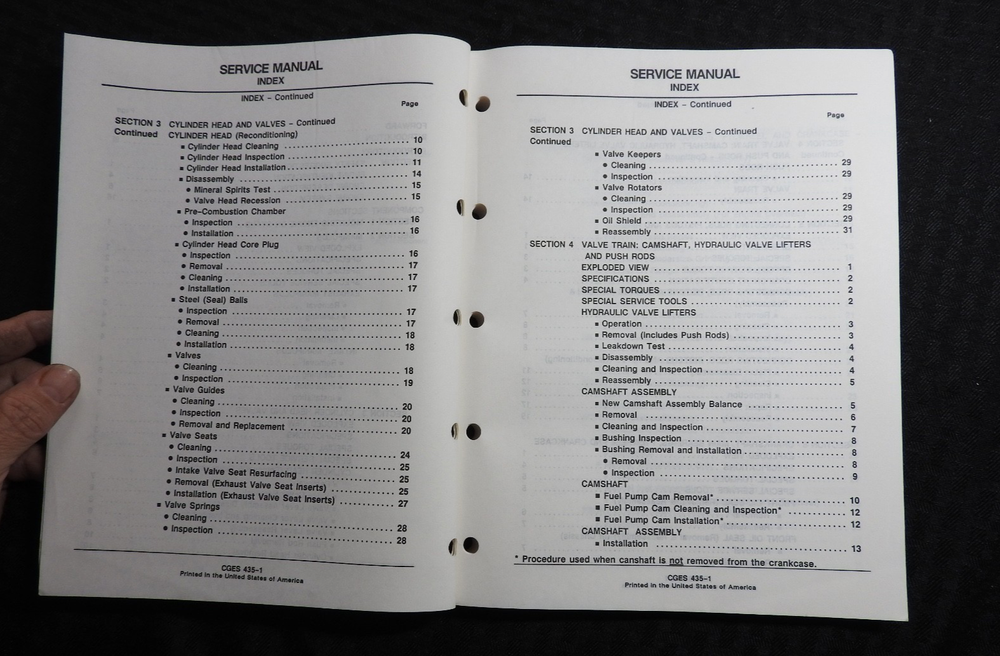 SERVICE MANUAL
INDEX
INDEX – Continued
Page
SECTION 3 CYLINDER HEAD AND VALVES – Continued
Continued CYLINDER HEAD (Reconditioning)
▪ Cylinder Head Cleaning 10
▪ Cylinder Head Inspection 10
▪ Cylinder Head Installation 11
▪ Disassembly 14
● Mineral Spirits Test 15
● Valve Head Recession 15
▪ Pre-Combustion Chamber
● Inspection 16
● Installation 16
▪ Cylinder Head Core Plug
● Inspection 16
● Removal 17
● Cleaning 17
● Installation 17
▪ Steel (Seal) Balls
● Inspection 17
● Removal 17
● Cleaning 18
● Installation 18
▪ Valves
● Cleaning 18
● Inspection 19
▪ Valve Guides
● Cleaning 20
● Inspection 20
● Removal and Replacement 20
▪ Valve Seats
● Cleaning 24
● Inspection 25
● Intake Valve Seat Resurfacing 25
● Removal (Exhaust Valve Seat Inserts) 25
● Installation (Exhaust Valve Seat Inserts) 27
▪ Valve Springs
● Cleaning 28
● Inspection 28
CGES 435–1
Printed in the United States of America
SERVICE MANUAL
INDEX
INDEX – Continued
Page
SECTION 3 CYLINDER HEAD AND VALVES – Continued
Continued
▪ Valve Keepers
● Cleaning 29
● Inspection 29
▪ Valve Rotators
● Cleaning 29
● Inspection 29
▪ Oil Shield 29
▪ Reassembly 31
SECTION 4 VALVE TRAIN: CAMSHAFT, HYDRAULIC VALVE LIFTERS
AND PUSH RODS
EXPLODED VIEW 1
SPECIFICATIONS 2
SPECIAL TORQUES 2
SPECIAL SERVICE TOOLS 2
HYDRAULIC VALVE LIFTERS
▪ Operation 3
▪ Removal (Includes Push Rods) 3
▪ Leakdown Test 4
▪ Disassembly 4
▪ Cleaning and Inspection 4
▪ Reassembly 5
CAMSHAFT ASSEMBLY
▪ New Camshaft Assembly Balance 5
▪ Removal 6
▪ Cleaning and Inspection 7
▪ Bushing Inspection 8
▪ Bushing Removal and Installation 8
● Removal 8
● Inspection 9
CAMSHAFT
▪ Fuel Pump Cam Removal* 10
▪ Fuel Pump Cam Cleaning and Inspection* 12
▪ Fuel Pump Cam Installation* 12
CAMSHAFT ASSEMBLY
▪ Installation 13
* Procedure used when canshaft is not removed from the crankcase.
CGES 435–1
Printed in the United States of America